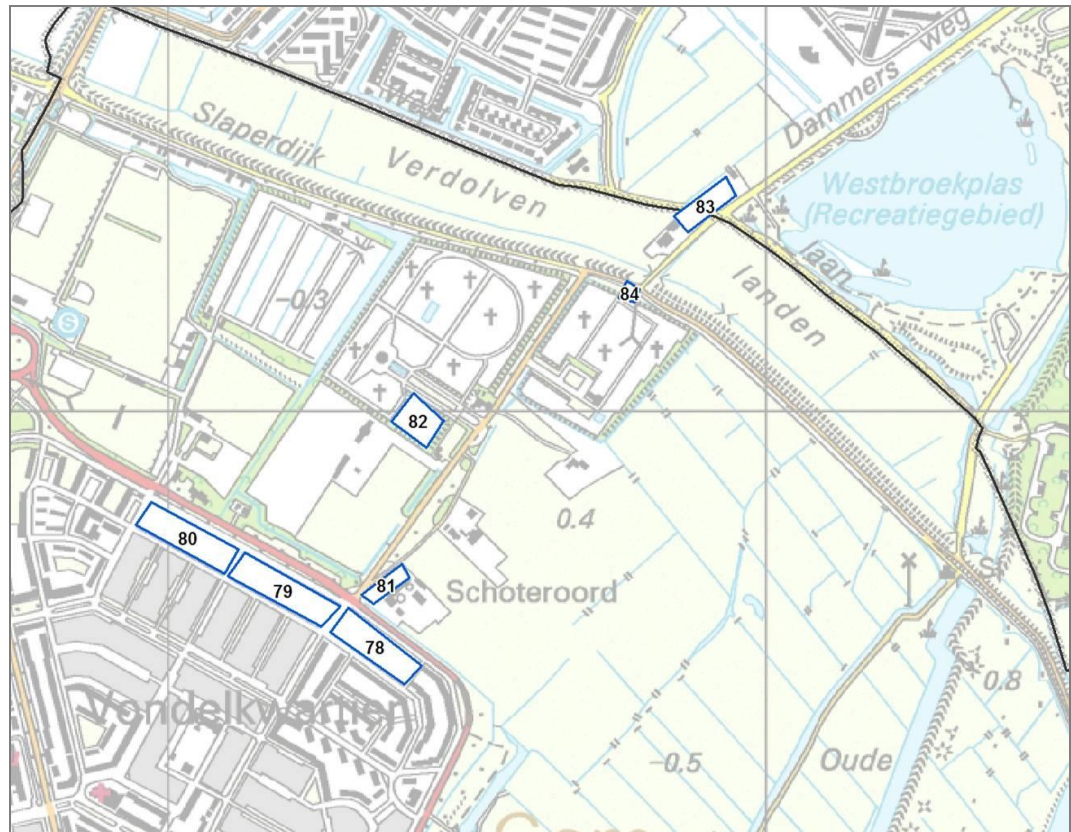 Dammers weg
Slaperdijk
Verdolven
landen
laan
Westbroekplas
(Recreatiegebied)
83
84
–0.3
S
82
0.4
80
79
81
Schoteroord
78
Vondelkwartier
S
0.8
–0.5
Oude